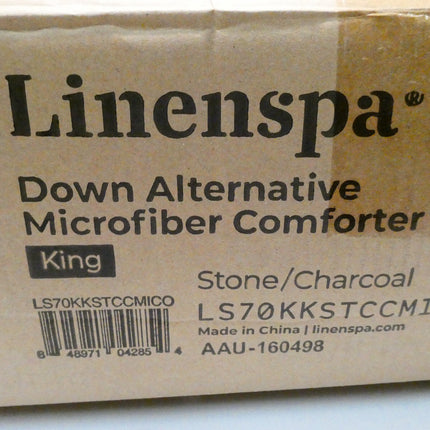 Linenspa®
Down Alternative
Microfiber Comforter
King
Stone/Charcoal
LS70KKSTCCMICO
LS70KKSTCCMI
Made in China | linenspa.com
8 48971 04285 4
AAU-160498